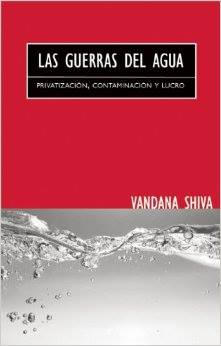 LAS GUERRAS DEL AGUA
PRIVATIZACIÓN, CONTAMINACIÓN Y LUCRO
VANDANA SHIVA